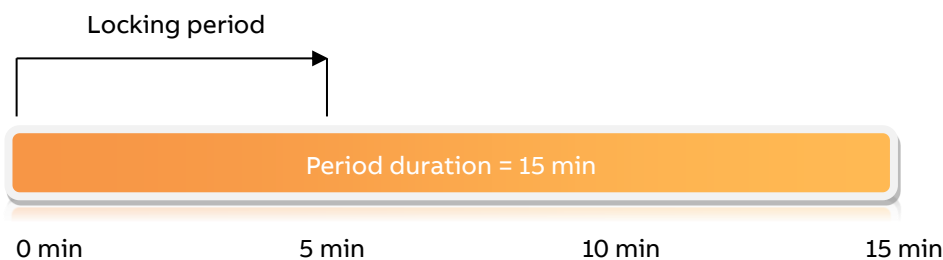 Locking period
Period duration = 15 min
0 min 5 min 10 min 15 min